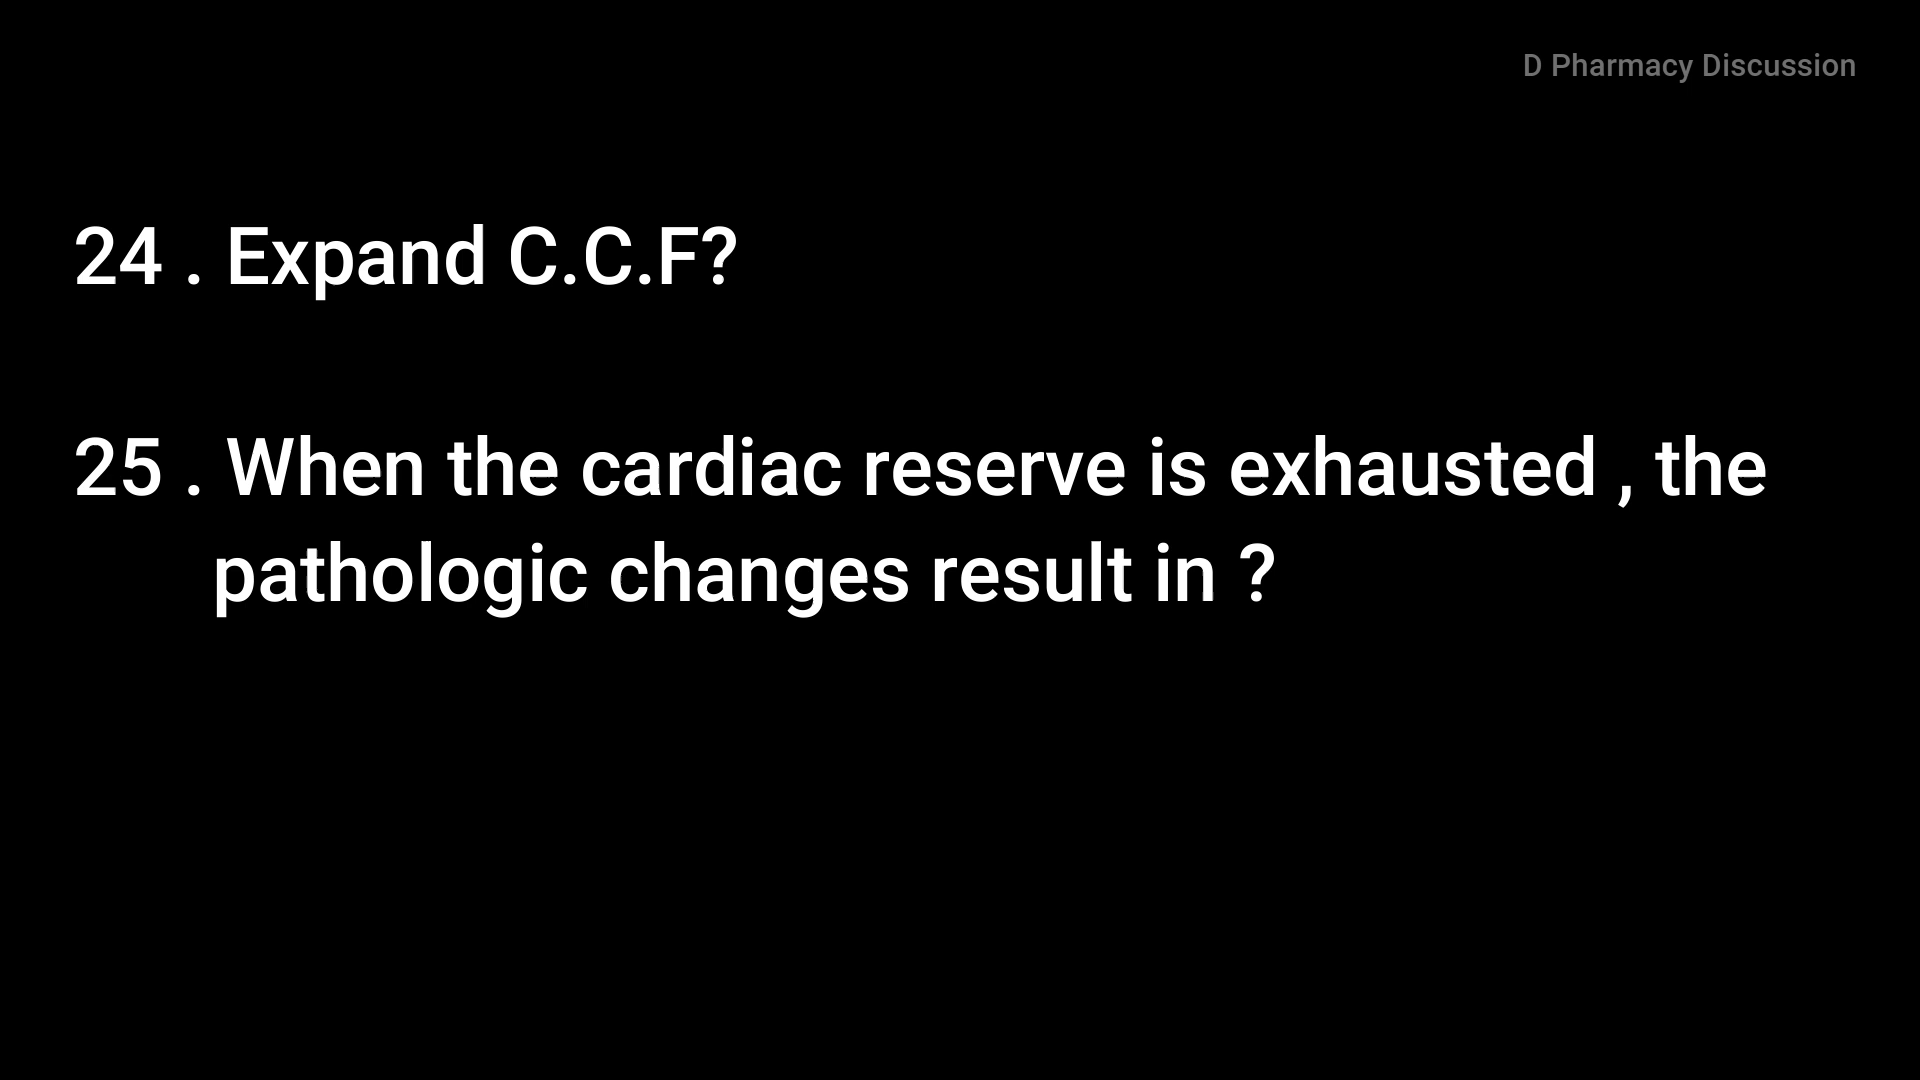 D Pharmacy Discussion
24 . Expand C.C.F?
25 . When the cardiac reserve is exhausted , the
pathologic changes result in ?